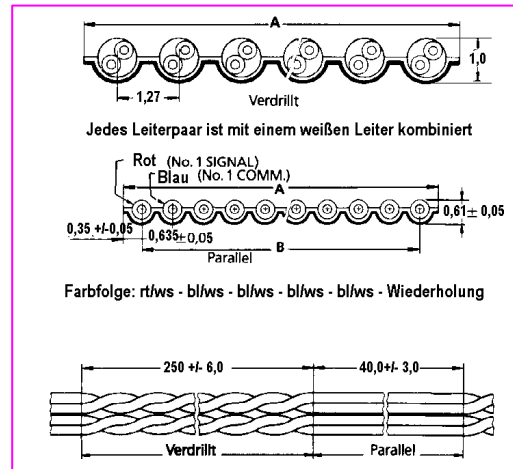 A
1,0
1,27
Verdrillt
Jedes Leiterpaar ist mit einem weißen Leiter kombiniert
Rot (No. 1 SIGNAL)
Blau (No. 1 COMM.)
A
0,61± 0,05
0,35 +/-0,05
0,635±0,05
B
Parallel
Farbfolge: rt/ws - bl/ws - bl/ws - bl/ws - bl/ws - Wiederholung
250 +/- 6,0
40,0+/- 3,0
Verdrillt
Parallel